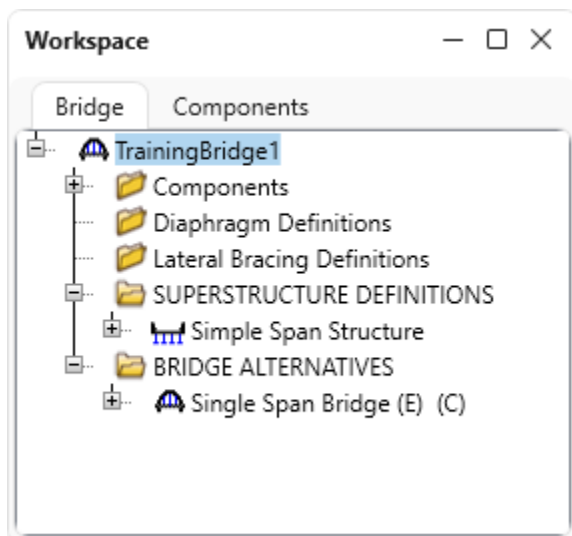 Workspace
Bridge Components
TrainingBridge1
Components
Diaphragm Definitions
Lateral Bracing Definitions
SUPERSTRUCTURE DEFINITIONS
Simple Span Structure
BRIDGE ALTERNATIVES
Single Span Bridge (E) (C)